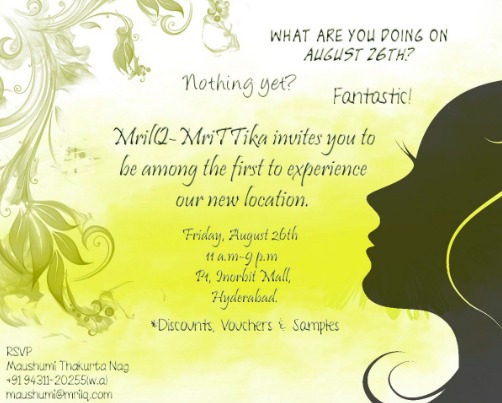 WHAT ARE YOU DOING ON
AUGUST 26TH?
Nothing yet?
Fantastic!
MrilQ-MriTTika invites you to
be among the first to experience
our new location.
Friday, August 26th
11 a.m-9 p.m
P1, Inorbit Mall,
Hyderabad.
*Discounts, Vouchers & Samples
RSVP
Maushumi Thakurta Nag
+91 94311-20255(w.a)
maushumi@mrilq.com